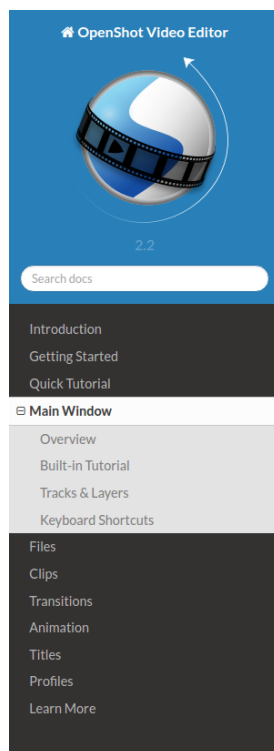 OpenShot Video Editor
2.2
Search docs
Introduction
Getting Started
Quick Tutorial
Main Window
Overview
Built-in Tutorial
Tracks & Layers
Keyboard Shortcuts
Files
Clips
Transitions
Animation
Titles
Profiles
Learn More